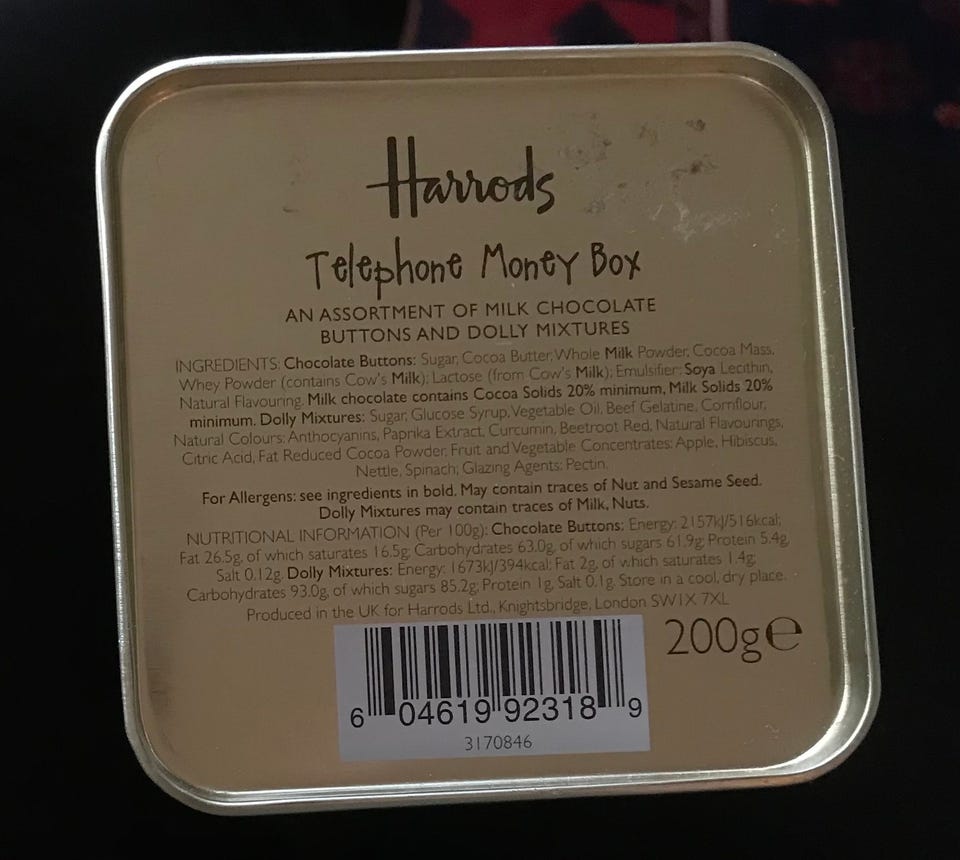 Harrods
Telephone Money Box
AN ASSORTMENT OF MILK CHOCOLATE
BUTTONS AND DOLLY MIXTURES
INGREDIENTS: Chocolate Buttons: Sugar, Cocoa Butter, Whole Milk Powder, Cocoa Mass,
Whey Powder (contains Cow's Milk); Lactose (from Cow's Milk); Emulsifier: Soya Lecithin,
Natural Flavouring. Milk chocolate contains Cocoa Solids 20% minimum, Milk Solids 20%
minimum. Dolly Mixtures: Sugar, Glucose Syrup, Vegetable Oil, Beef Gelatine, Cornflour,
Natural Colours: Anthocyanins, Paprika Extract, Curcumin, Beetroot Red, Natural Flavourings,
Citric Acid, Fat Reduced Cocoa Powder, Fruit and Vegetable Concentrates: Apple, Hibiscus,
Nettle, Spinach; Glazing Agents: Pectin.
For Allergens: see ingredients in bold. May contain traces of Nut and Sesame Seed.
Dolly Mixtures may contain traces of Milk, Nuts.
NUTRITIONAL INFORMATION (Per 100g): Chocolate Buttons: Energy: 2157kJ/516kcal;
Fat 26.5g, of which saturates 16.5g; Carbohydrates 63.0g, of which sugars 61.9g; Protein 5.4g,
Salt 0.12g. Dolly Mixtures: Energy: 1673kJ/394kcal; Fat 2g, of which saturates 1.4g;
Carbohydrates 93.0g, of which sugars 85.2g; Protein 1g, Salt 0.1g. Store in a cool, dry place.
Produced in the UK for Harrods Ltd., Knightsbridge, London SW1X 7XL
200g℮
6 04619 92318 9
3170846